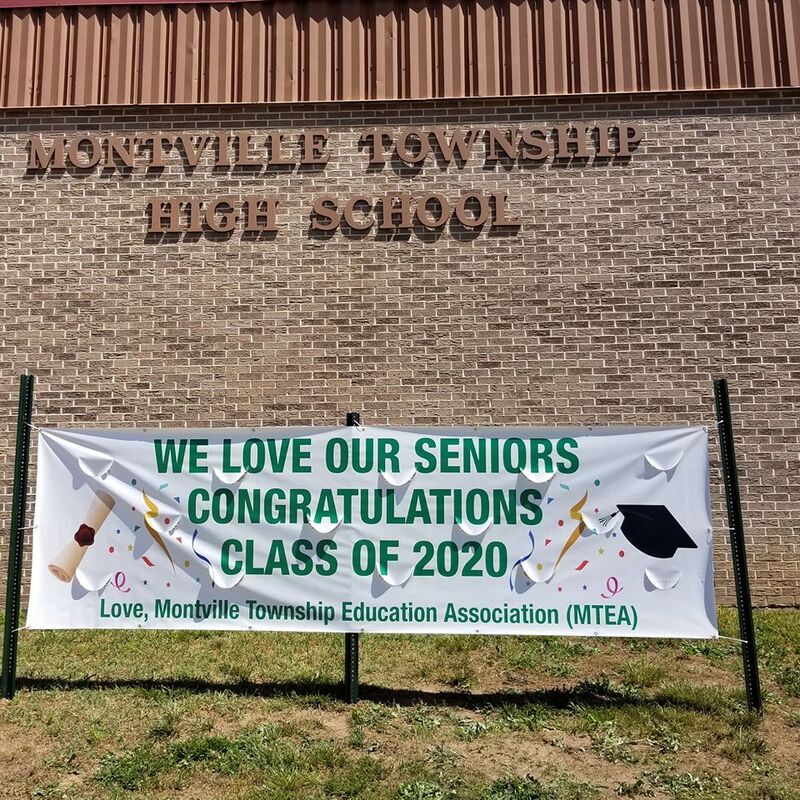 MONTVILLE TOWNSHIP
HIGH SCHOOL
WE LOVE OUR SENIORS
CONGRATULATIONS
CLASS OF 2020
Love, Montville Township Education Association (MTEA)